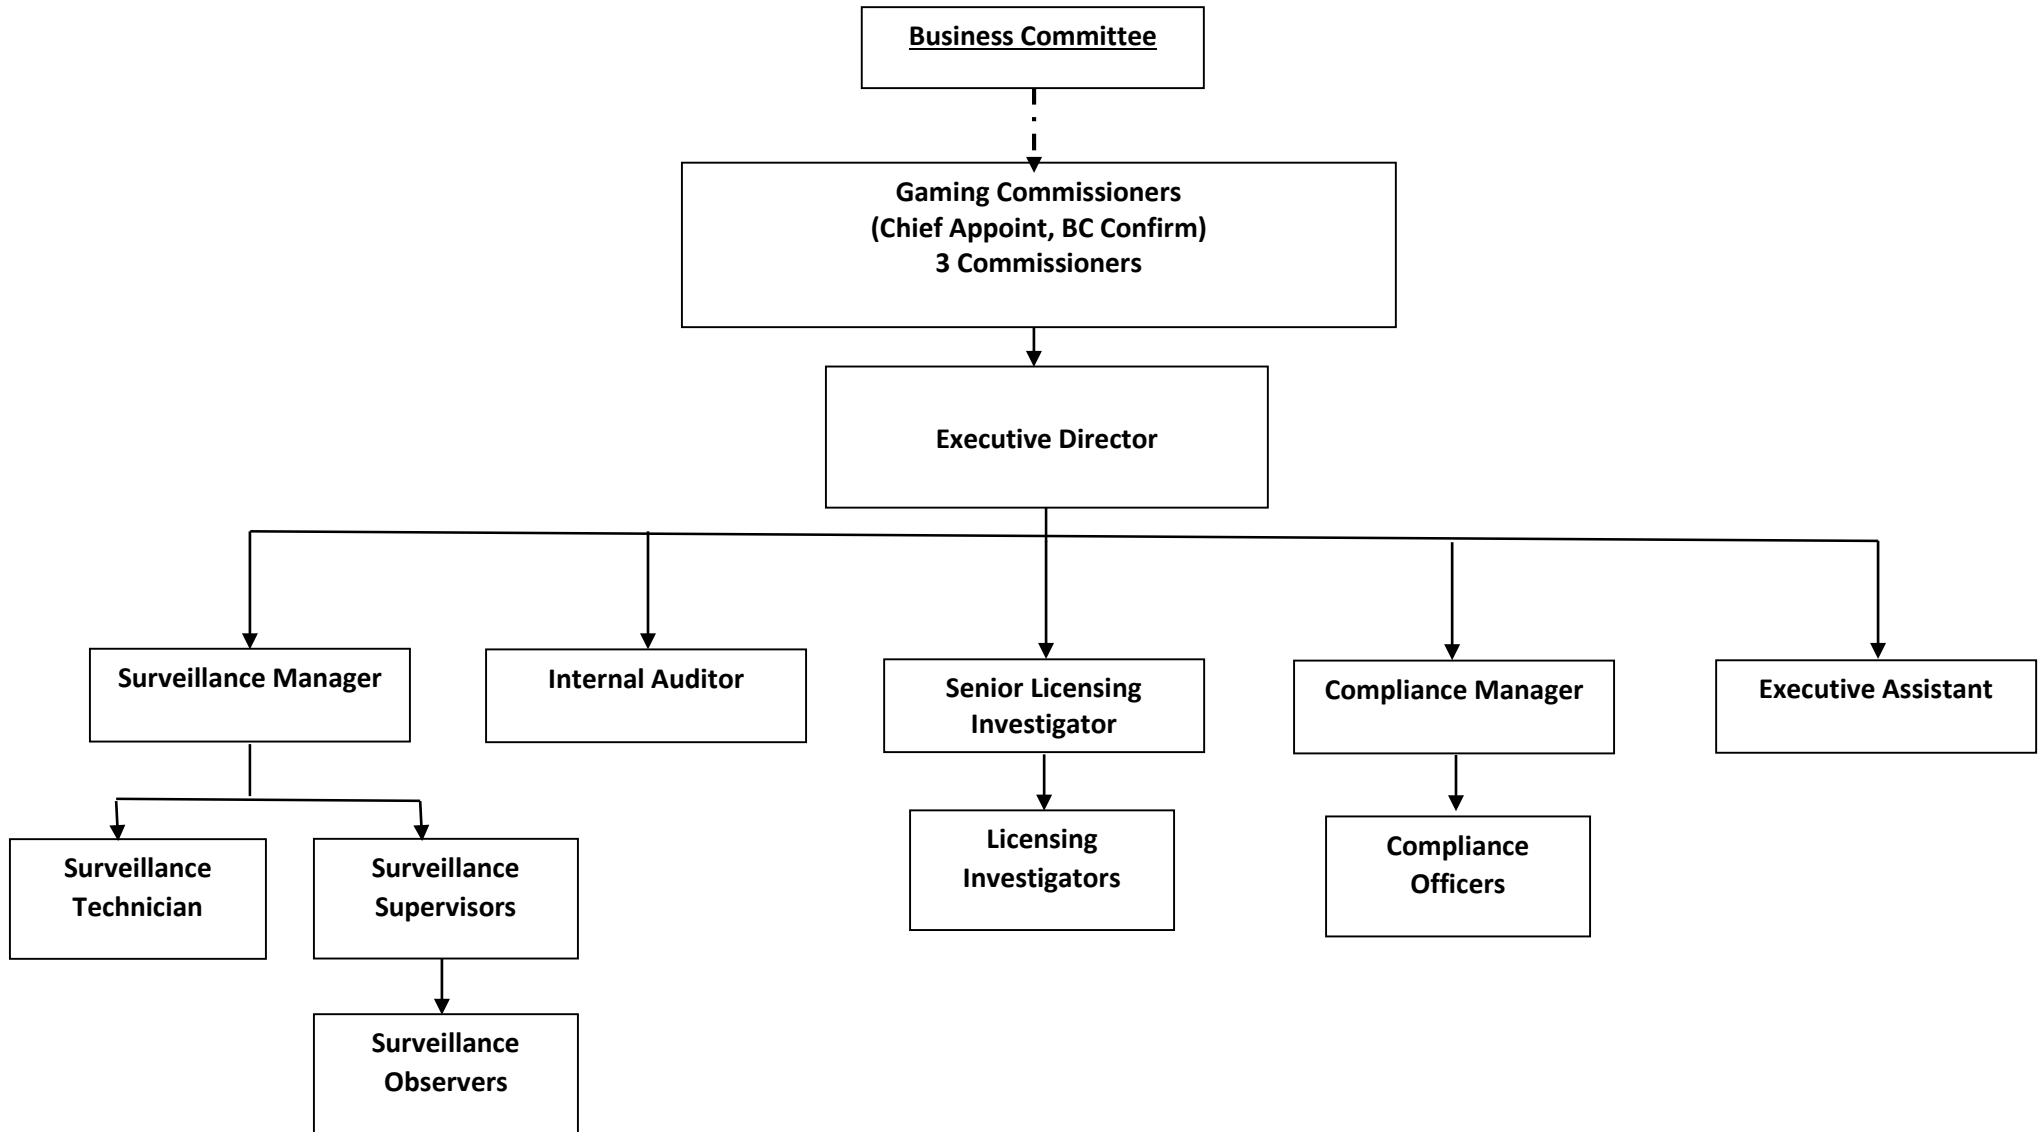 Business Committee
Gaming Commissioners
(Chief Appoint, BC Confirm)
3 Commissioners
Executive Director
Surveillance Manager
Internal Auditor
Senior Licensing
Investigator
Compliance Manager
Executive Assistant
Surveillance
Technician
Surveillance
Supervisors
Licensing
Investigators
Compliance
Officers
Surveillance
Observers